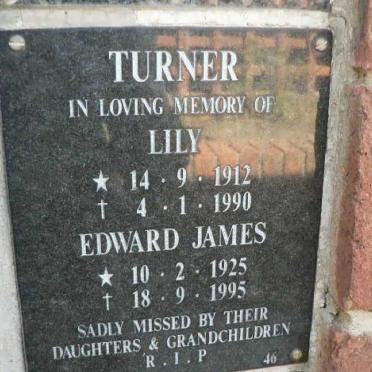 TURNER
IN LOVING MEMORY OF
LILY
★ 14 · 9 · 1912
† 4 · 1 · 1990
EDWARD JAMES
★ 10 · 2 · 1925
† 18 · 9 · 1995
SADLY MISSED BY THEIR
DAUGHTERS & GRANDCHILDREN
R . I . P
46